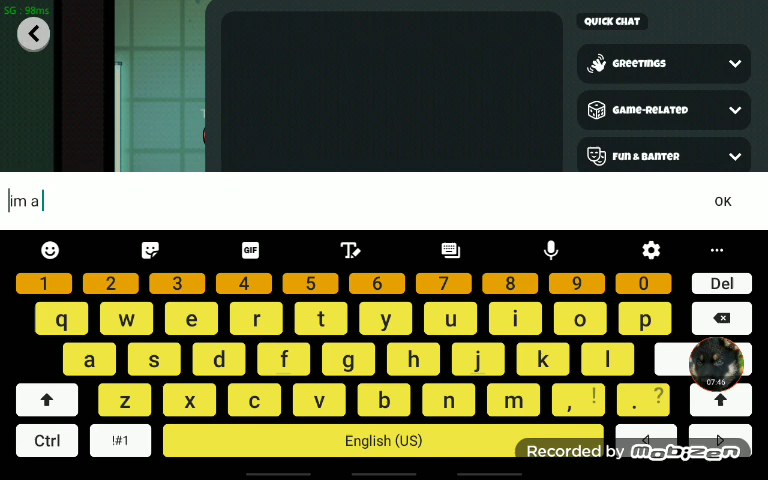 SG : 98ms
QUICK CHAT
GREETINGS
GAME-RELATED
FUN & BANTER
im a
OK
GIF
T
1 2 3 4 5 6 7 8 9 0 Del
q w e r t y u i o p
a s d f g h j k l
07:46
z x c v b n m , ! . ?
Ctrl !#1 English (US)
Recorded by mobizen